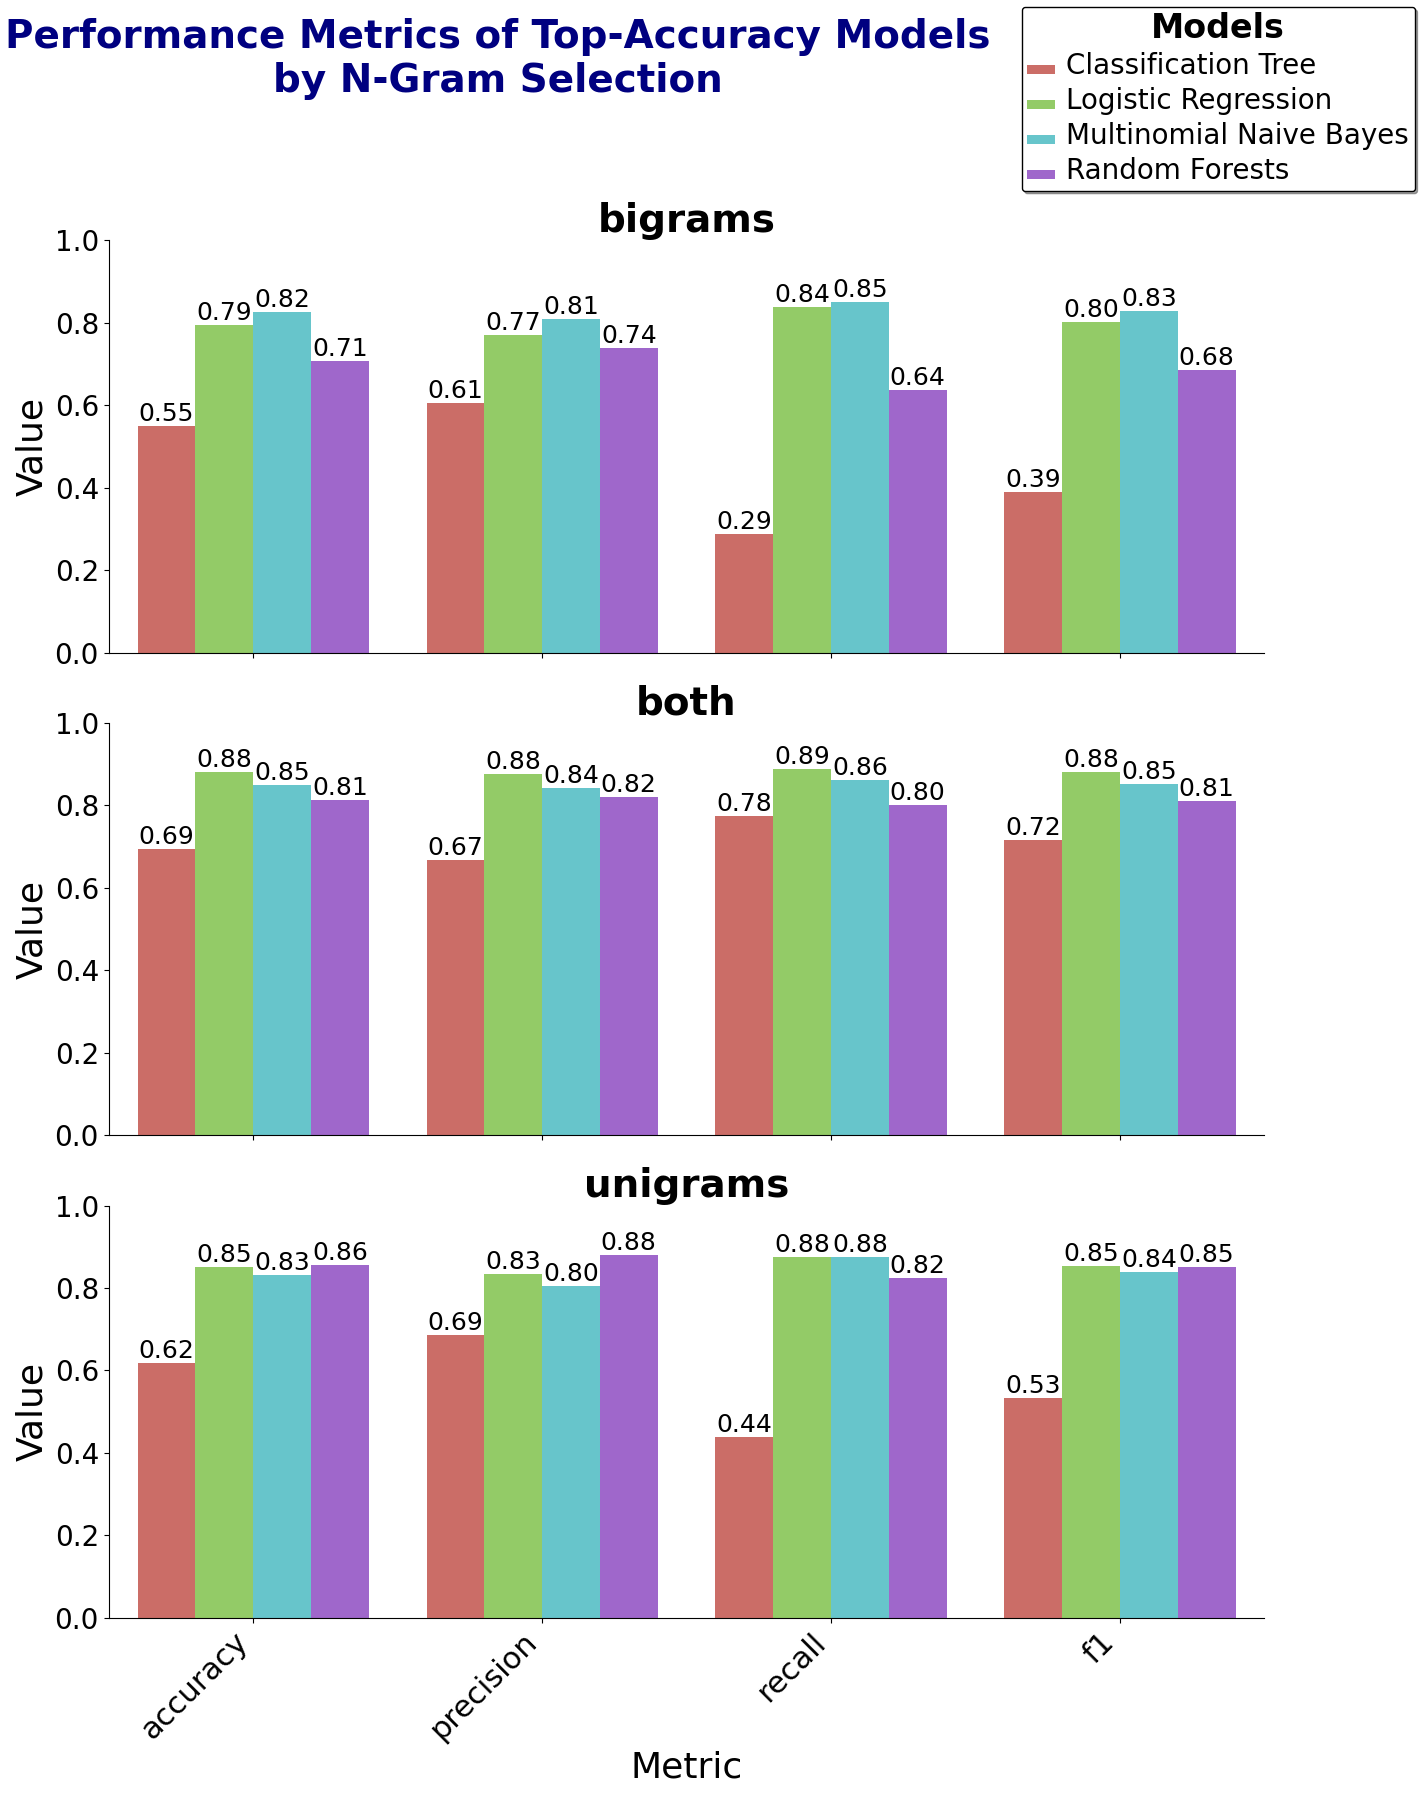 Performance Metrics of Top-Accuracy Models
by N-Gram Selection
Models
Classification Tree
Logistic Regression
Multinomial Naive Bayes
Random Forests
bigrams
Value
1.0
0.8
0.6
0.4
0.2
0.0
0.55 0.79 0.82 0.71 0.61 0.77 0.81 0.74 0.29 0.84 0.85 0.64 0.39 0.80 0.83 0.68
both
Value
1.0
0.8
0.6
0.4
0.2
0.0
0.69 0.88 0.85 0.81 0.67 0.88 0.84 0.82 0.78 0.89 0.86 0.80 0.72 0.88 0.85 0.81
unigrams
Value
1.0
0.8
0.6
0.4
0.2
0.0
0.62 0.85 0.83 0.86 0.69 0.83 0.80 0.88 0.44 0.88 0.88 0.82 0.53 0.85 0.84 0.85
accuracy
precision
recall
f1
Metric